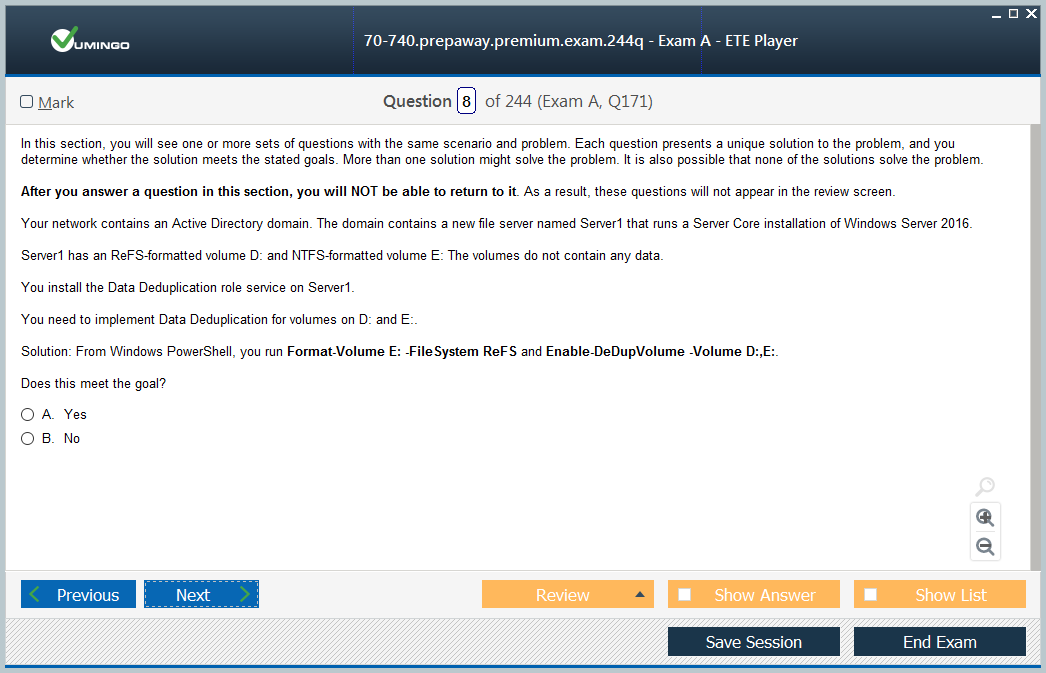 VUMINGO
70-740.prepaway.premium.exam.244q - Exam A - ETE Player
Mark
Question 8 of 244 (Exam A, Q171)
In this section, you will see one or more sets of questions with the same scenario and problem. Each question presents a unique solution to the problem, and you
determine whether the solution meets the stated goals. More than one solution might solve the problem. It is also possible that none of the solutions solve the problem.
After you answer a question in this section, you will NOT be able to return to it. As a result, these questions will not appear in the review screen.
Your network contains an Active Directory domain. The domain contains a new file server named Server1 that runs a Server Core installation of Windows Server 2016.
Server1 has an ReFS-formatted volume D: and NTFS-formatted volume E: The volumes do not contain any data.
You install the Data Deduplication role service on Server1.
You need to implement Data Deduplication for volumes on D: and E:.
Solution: From Windows PowerShell, you run Format-Volume E: -FileSystem ReFS and Enable-DeDupVolume -Volume D:,E:.
Does this meet the goal?
A. Yes
B. No
Previous
Next
Review
Show Answer
Show List
Save Session
End Exam